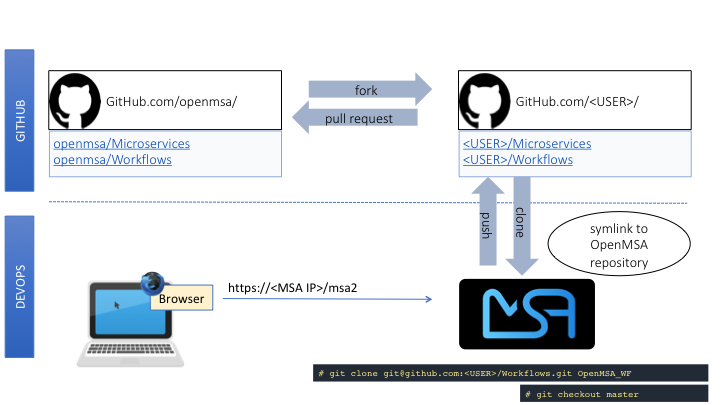 GITHUB
GitHub.com/openmsa/
openmsa/Microservices
openmsa/Workflows
fork
pull request
GitHub.com/<USER>/
<USER>/Microservices
<USER>/Workflows
push
clone
symlink to
OpenMSA
repository
DEVOPS
Browser
https://<MSA IP>/msa2
MSA
# git clone git@github.com:<USER>/Workflows.git OpenMSA_WF
# git checkout master